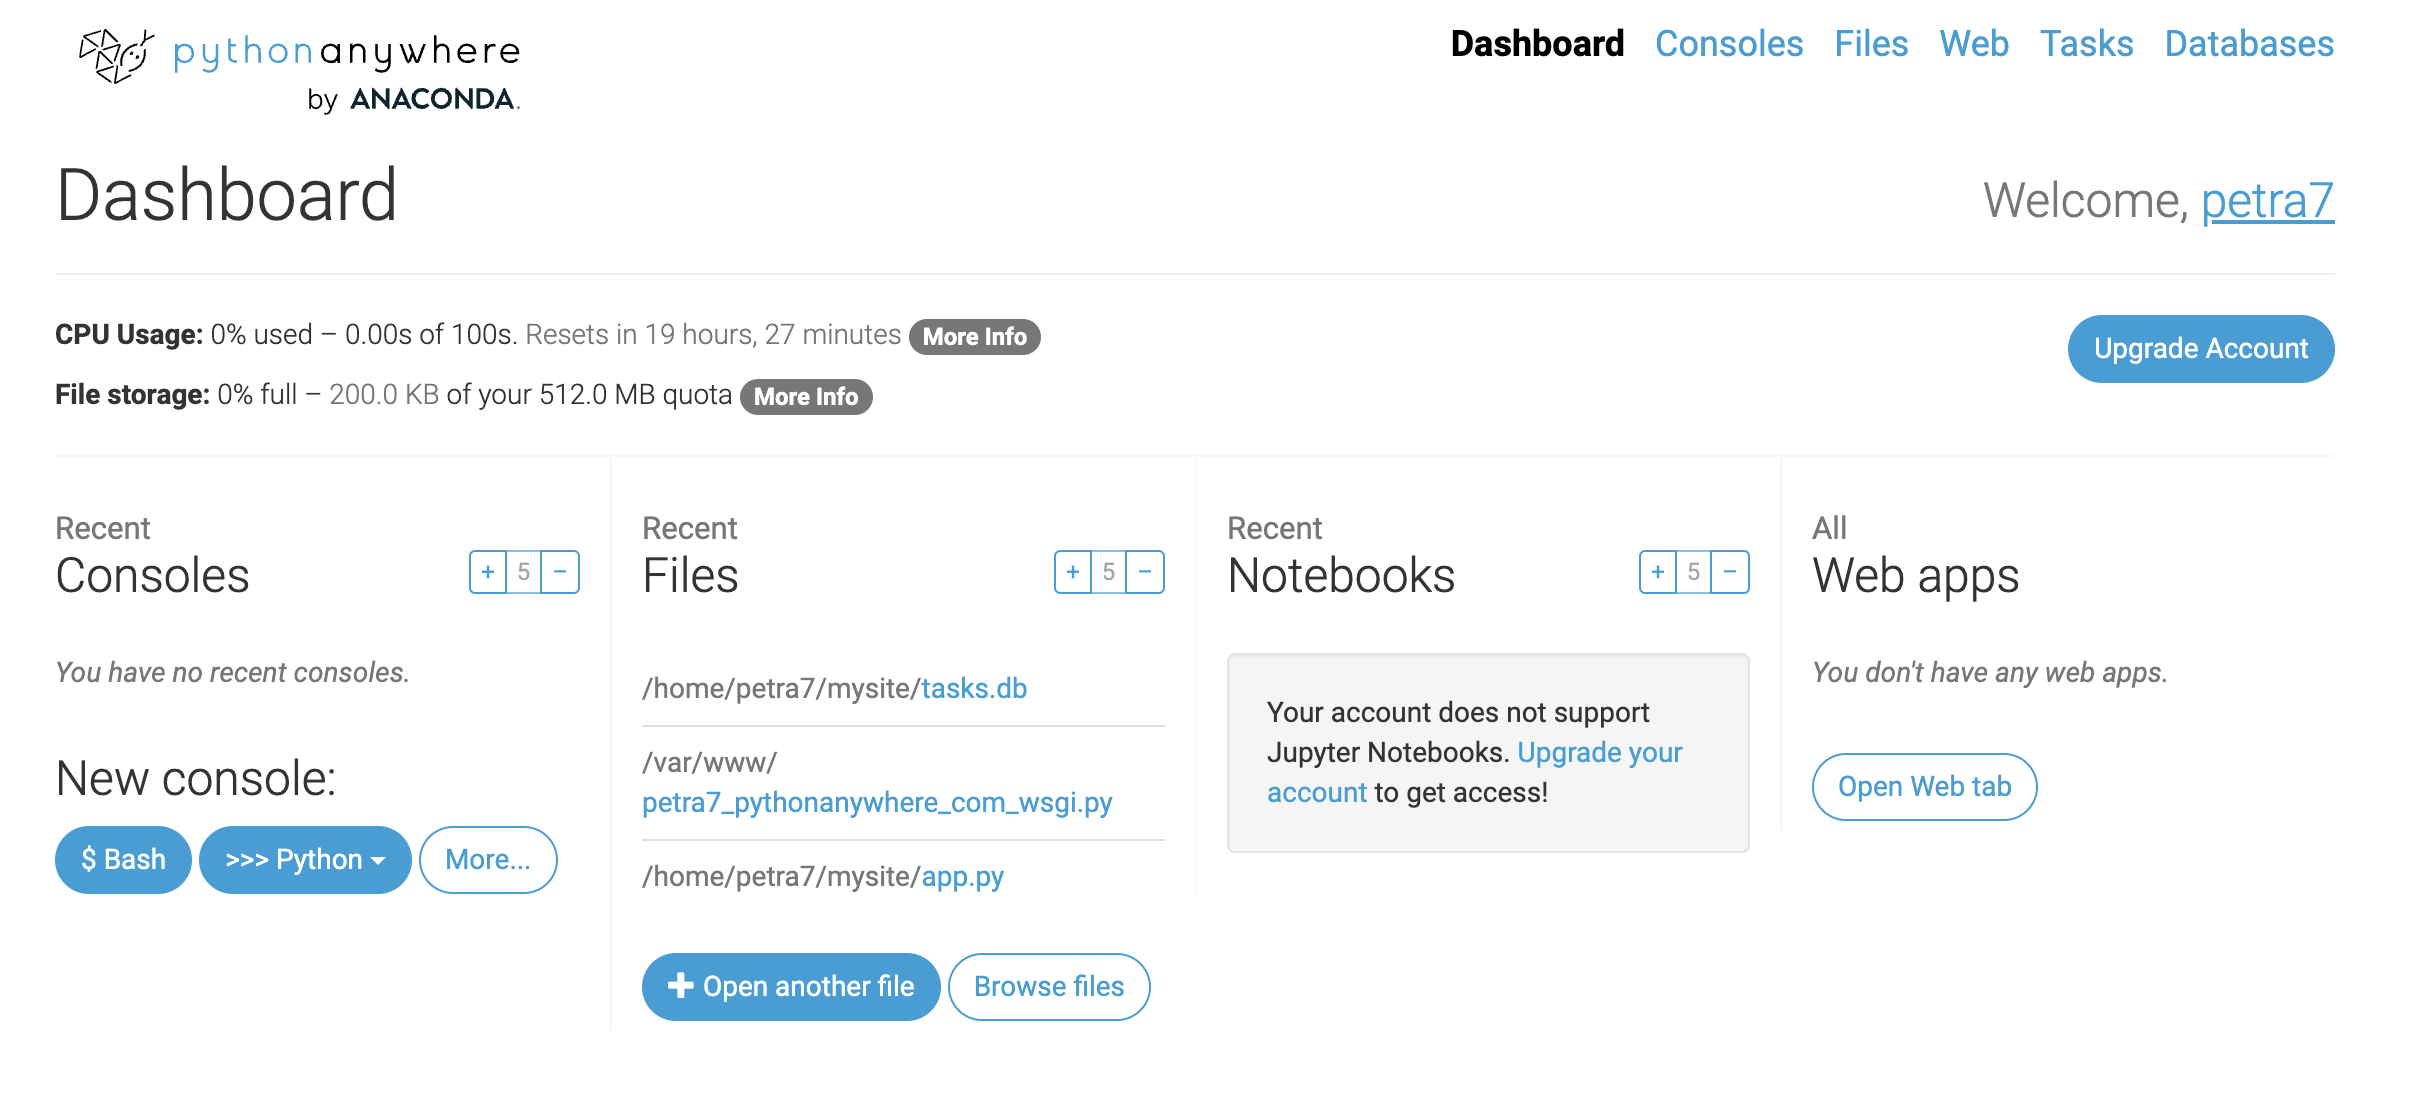 pythonanywhere
by ANACONDA.
Dashboard Consoles Files Web Tasks Databases
Dashboard
Welcome, petra7
CPU Usage: 0% used – 0.00s of 100s. Resets in 19 hours, 27 minutes More Info
File storage: 0% full – 200.0 KB of your 512.0 MB quota More Info
Upgrade Account
Recent
Consoles
+ 5 −
You have no recent consoles.
New console:
$ Bash >>> Python More...
Recent
Files
+ 5 −
/home/petra7/mysite/tasks.db
/var/www/
petra7_pythonanywhere_com_wsgi.py
/home/petra7/mysite/app.py
Open another file Browse files
Recent
Notebooks
+ 5 −
Your account does not support
Jupyter Notebooks. Upgrade your
account to get access!
All
Web apps
You don't have any web apps.
Open Web tab